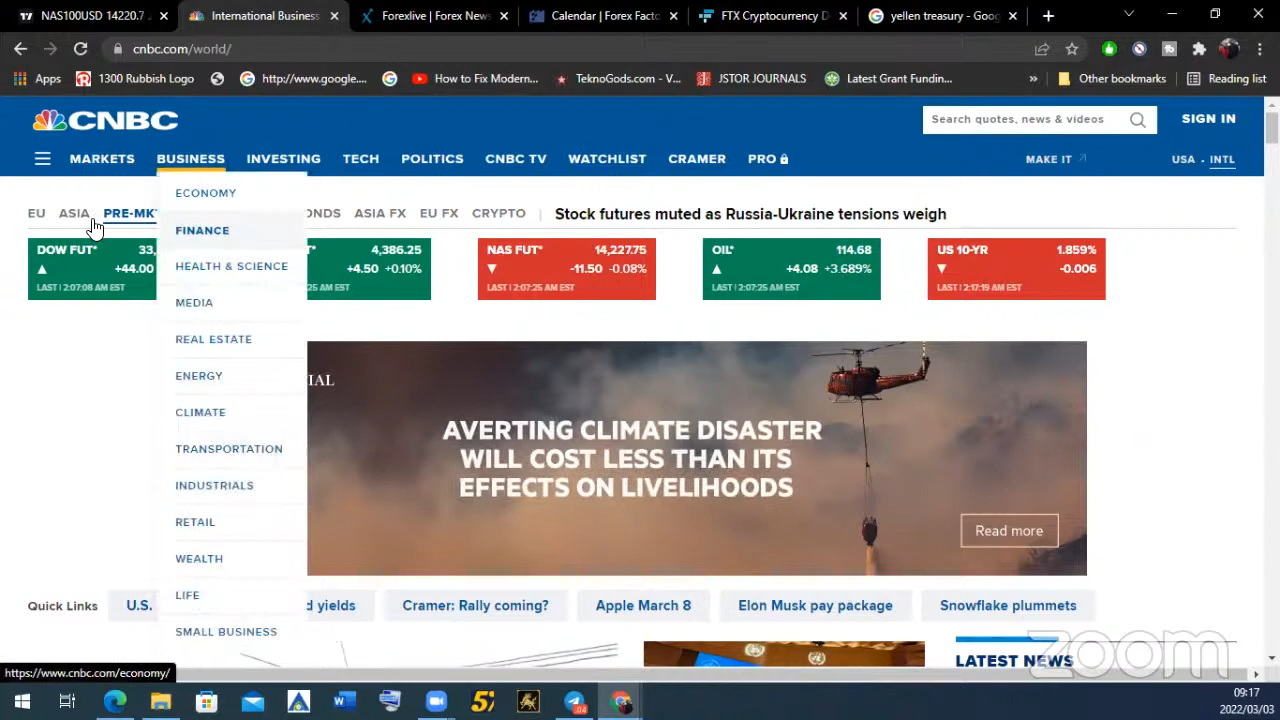 NAS100USD 14220.7
International Business
Forexlive | Forex News
Calendar | Forex Facto
FTX Cryptocurrency D
yellen treasury - Goog
cnbc.com/world/
Apps
1300 Rubbish Logo
http://www.google....
How to Fix Modern...
TeknoGods.com - V...
JSTOR JOURNALS
Latest Grant Fundin...
»
Other bookmarks
Reading list
CNBC
Search quotes, news & videos
SIGN IN
MARKETS
BUSINESS
INVESTING
TECH
POLITICS
CNBC TV
WATCHLIST
CRAMER
PRO
MAKE IT
USA • INTL
ECONOMY
FINANCE
HEALTH & SCIENCE
MEDIA
REAL ESTATE
ENERGY
CLIMATE
TRANSPORTATION
INDUSTRIALS
RETAIL
WEALTH
LIFE
SMALL BUSINESS
EU
ASIA
PRE-MKT
ONDS
ASIA FX
EU FX
CRYPTO
Stock futures muted as Russia-Ukraine tensions weigh
DOW FUT* 33,
+44.00
LAST | 2:07:08 AM EST
T* 4,386.25
+4.50 +0.10%
LAST | 2:07:25 AM EST
NAS FUT* 14,227.75
-11.50 -0.08%
LAST | 2:07:25 AM EST
OIL* 114.68
+4.08 +3.689%
LAST | 2:07:25 AM EST
US 10-YR 1.859%
-0.006
LAST | 2:17:19 AM EST
IAL
AVERTING CLIMATE DISASTER
WILL COST LESS THAN ITS
EFFECTS ON LIVELIHOODS
Read more
Quick Links
U.S.
d yields
Cramer: Rally coming?
Apple March 8
Elon Musk pay package
Snowflake plummets
LATEST NEWS
zoom
https://www.cnbc.com/economy/
09:17
2022/03/03